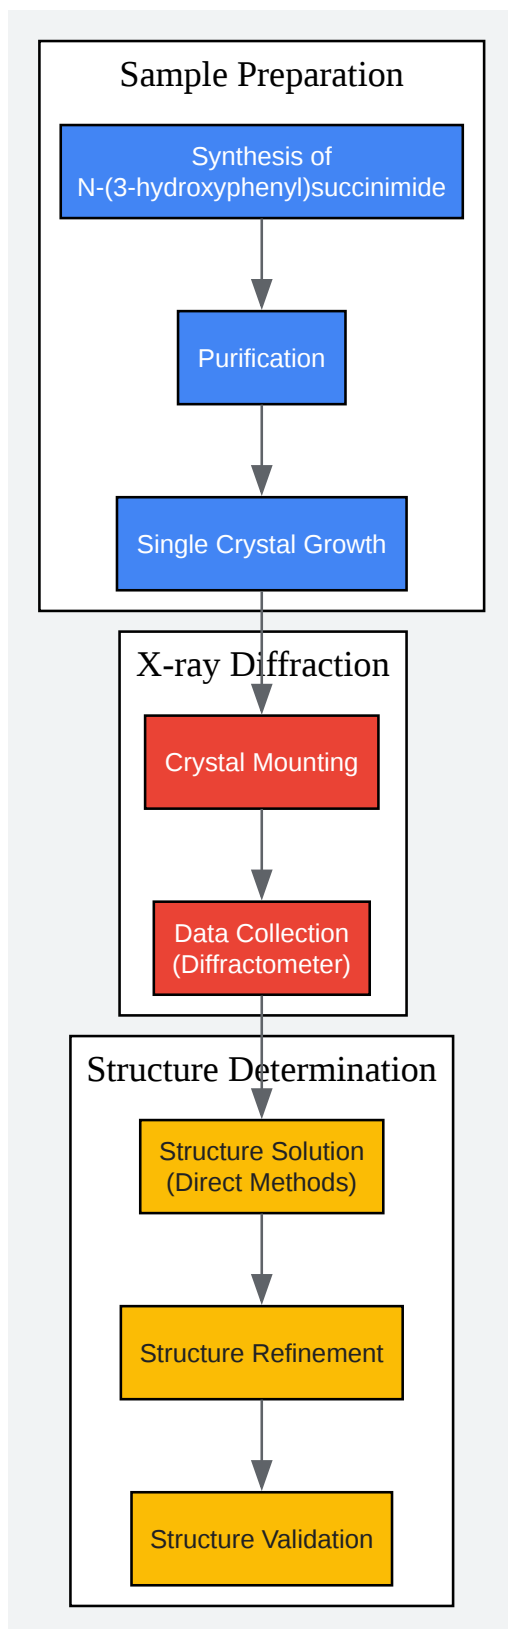 Sample Preparation
Synthesis of
N-(3-hydroxyphenyl)succinimide
Purification
Single Crystal Growth
X-ray Diffraction
Crystal Mounting
Data Collection
(Diffractometer)
Structure Determination
Structure Solution
(Direct Methods)
Structure Refinement
Structure Validation